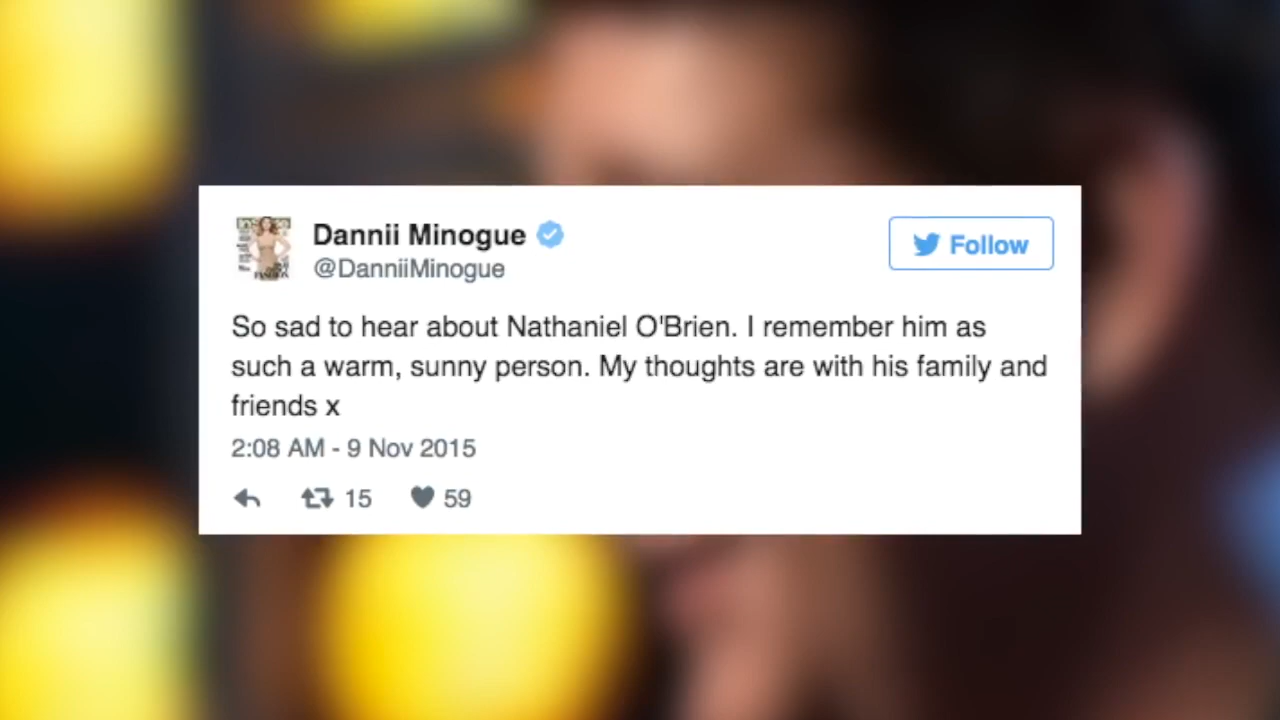 Dannii Minogue
@DanniiMinogue
Follow
So sad to hear about Nathaniel O'Brien. I remember him as
such a warm, sunny person. My thoughts are with his family and
friends x
2:08 AM - 9 Nov 2015
15 59